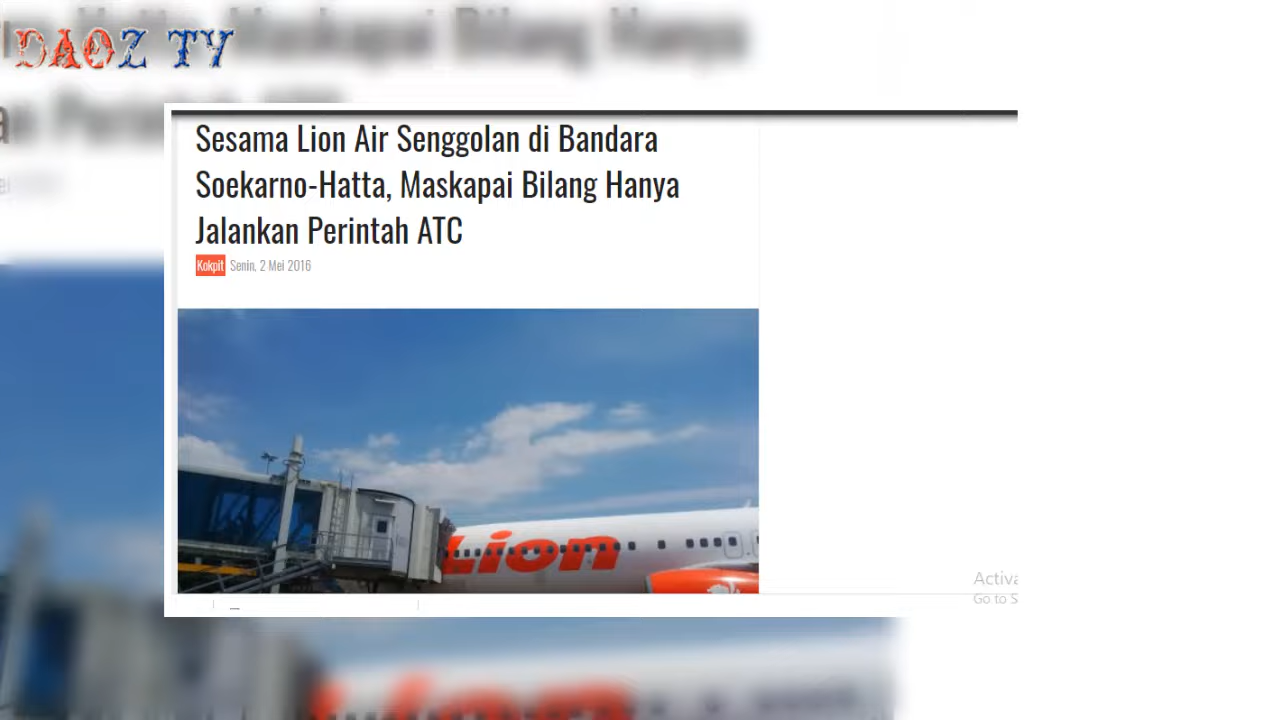 DAOZ TV
Sesama Lion Air Senggolan di Bandara
Soekarno-Hatta, Maskapai Bilang Hanya
Jalankan Perintah ATC
Kokpit Senin, 2 Mei 2016
Lion
Activa
Go to S